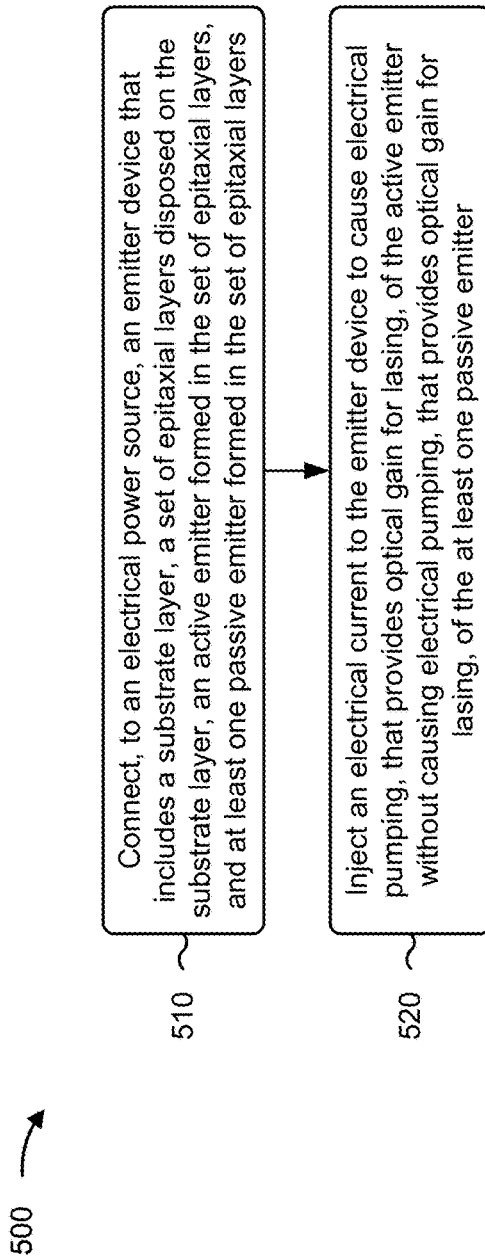 500
510
Connect, to an electrical power source, an emitter device that
includes a substrate layer, a set of epitaxial layers disposed on the
substrate layer, an active emitter formed in the set of epitaxial layers,
and at least one passive emitter formed in the set of epitaxial layers
520
Inject an electrical current to the emitter device to cause electrical
pumping, that provides optical gain for lasing, of the active emitter
without causing electrical pumping, that provides optical gain for
lasing, of the at least one passive emitter